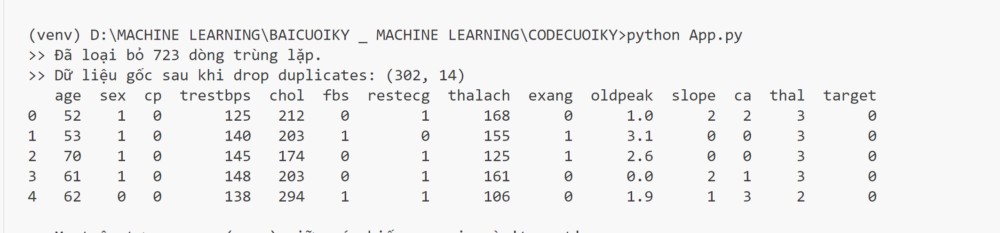 (venv) D:\MACHINE LEARNING\BAICUOIKY _ MACHINE LEARNING\CODECUOIKY>python App.py
>> Đã loại bỏ 723 dòng trùng lặp.
>> Dữ liệu gốc sau khi drop duplicates: (302, 14)
age sex cp trestbps chol fbs restecg thalach exang oldpeak slope ca thal target
0 52 1 0 125 212 0 1 168 0 1.0 2 2 3 0
1 53 1 0 140 203 1 0 155 1 3.1 0 0 3 0
2 70 1 0 145 174 0 1 125 1 2.6 0 0 3 0
3 61 1 0 148 203 0 1 161 0 0.0 2 1 3 0
4 62 0 0 138 294 1 1 106 0 1.9 1 3 2 0